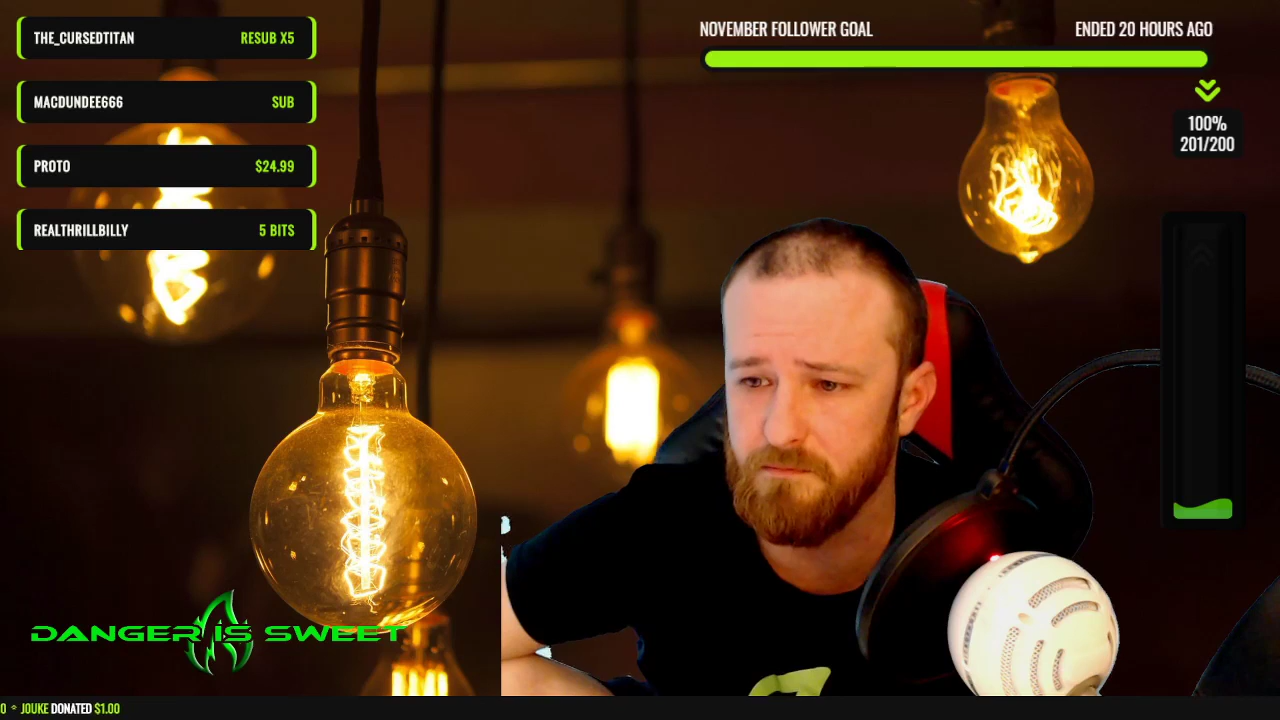 THE_CURSEDTITAN RESUB X5
MACDUNDEE666 SUB
PROTO $24.99
REALTHRILLBILLY 5 BITS
NOVEMBER FOLLOWER GOAL ENDED 20 HOURS AGO
100%
201/200
DANGER IS SWEET
0 JOUKE DONATED $1.00